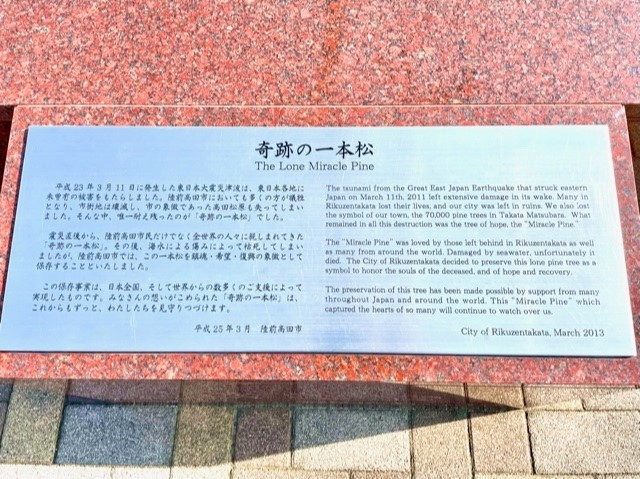 奇跡の一本松
The Lone Miracle Pine
平成23年3月11日に発生した東日本大震災津波は、東日本各地に
未曾有の被害をもたらしました。陸前高田市においても多くの方が犠牲
となり、市街地は壊滅し、市の象徴であった高田松原も失ってしまい
ました。そんな中、唯一耐え残ったのが「奇跡の一本松」でした。
震災直後から、陸前高田市民だけでなく全世界の人々に親しまれてきた
「奇跡の一本松」。その後、海水による傷みによって枯死してしまい
ましたが、陸前高田市では、この一本松を鎮魂・希望・復興の象徴として
保存することといたしました。
この保存事業は、日本全国、そして世界からの数多くのご支援によって
実現したものです。みなさんの想いがこめられた「奇跡の一本松」は、
これからもずっと、わたしたちを見守りつづけます。
平成25年3月 陸前高田市
The tsunami from the Great East Japan Earthquake that struck eastern
Japan on March 11th, 2011 left extensive damage in its wake. Many in
Rikuzentakata lost their lives, and our city was left in ruins. We also lost
the symbol of our town, the 70,000 pine trees in Takata Matsubara. What
remained in all this destruction was the tree of hope, the "Miracle Pine."
The "Miracle Pine" was loved by those left behind in Rikuzentakata as well
as many from around the world. Damaged by seawater, unfortunately it
died. The City of Rikuzentakata decided to preserve this lone pine tree as a
symbol to honor the souls of the deceased, and of hope and recovery.
The preservation of this tree has been made possible by support from many
throughout Japan and around the world. This "Miracle Pine" which
captured the hearts of so many will continue to watch over us.
City of Rikuzentakata, March 2013